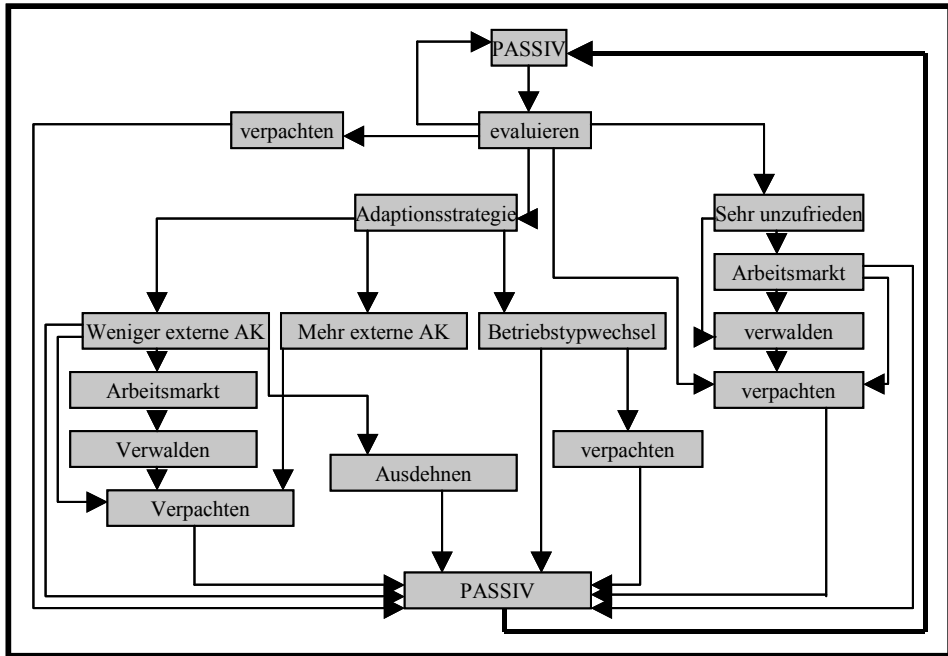 PASSIV
verpachten
evaluieren
Adaptionsstrategie
Sehr unzufrieden
Arbeitsmarkt
Weniger externe AK
Mehr externe AK
Betriebstypwechsel
verwalden
Arbeitsmarkt
verpachten
Verwalden
verpachten
Ausdehnen
Verpachten
PASSIV